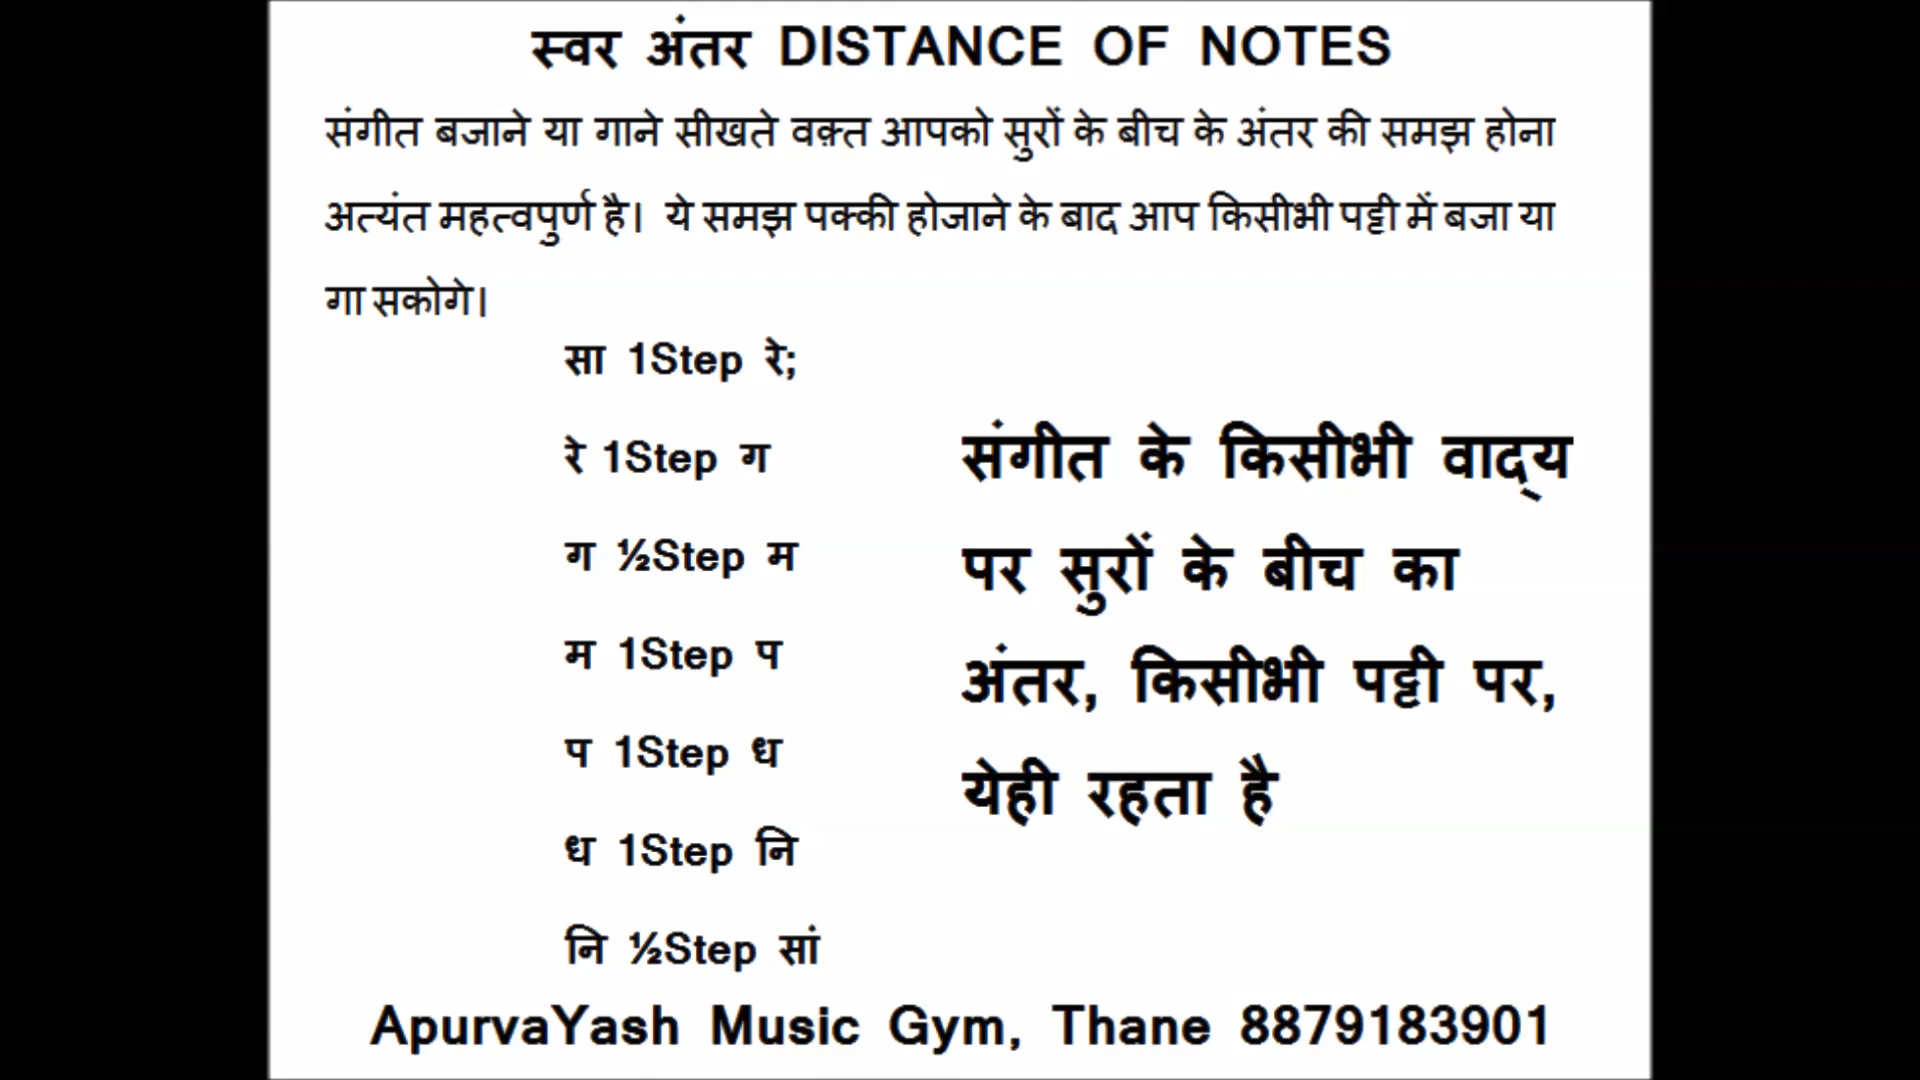 स्वर अंतर DISTANCE OF NOTES
संगीत बजाने या गाने सीखते वक़्त आपको सुरों के बीच के अंतर की समझ होना
अत्यंत महत्वपुर्ण है। ये समझ पक्की होजाने के बाद आप किसीभी पट्टी में बजा या
गा सकोगे।
सा 1Step रे;
रे 1Step ग
ग ½Step म
म 1Step प
प 1Step ध
ध 1Step नि
नि ½Step सां
संगीत के किसीभी वाद्‌य
पर सुरों के बीच का
अंतर, किसीभी पट्टी पर,
येही रहता है
ApurvaYash Music Gym, Thane 8879183901